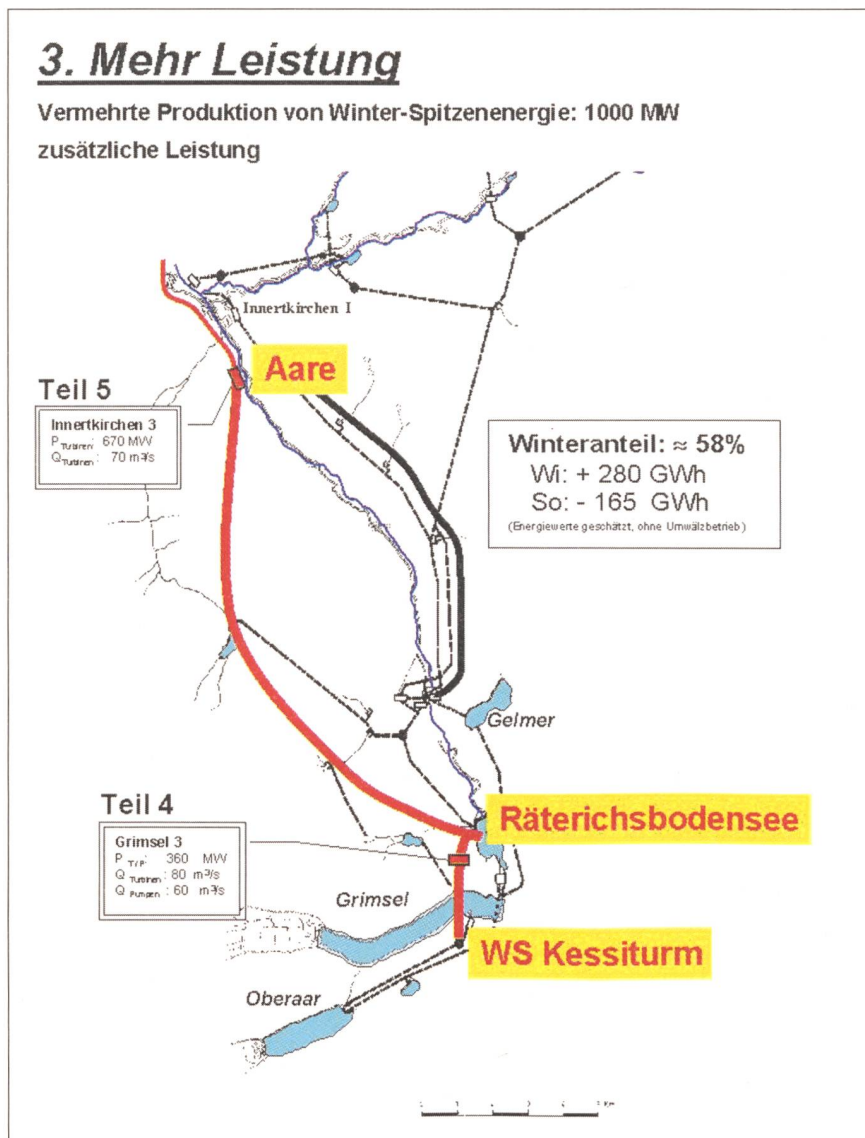 3. Mehr Leistung
Vermehrte Produktion von Winter-Spitzenenergie: 1000 MW
zusätzliche Leistung
Innertkirchen I
Aare
Teil 5
Innertkirchen 3
P Turbinen: 670 MW
Q Turbinen: 70 m³/s
Winteranteil: ≈ 58%
Wi: + 280 GWh
So: - 165 GWh
(Energiewerte geschätzt, ohne Umwälzbetrieb)
Gelmer
Teil 4
Räterichsbodensee
Grimsel 3
P T/P: 360 MW
Q Turbinen: 80 m³/s
Q Pumpen: 60 m³/s
Grimsel
WS Kessiturm
Oberaar